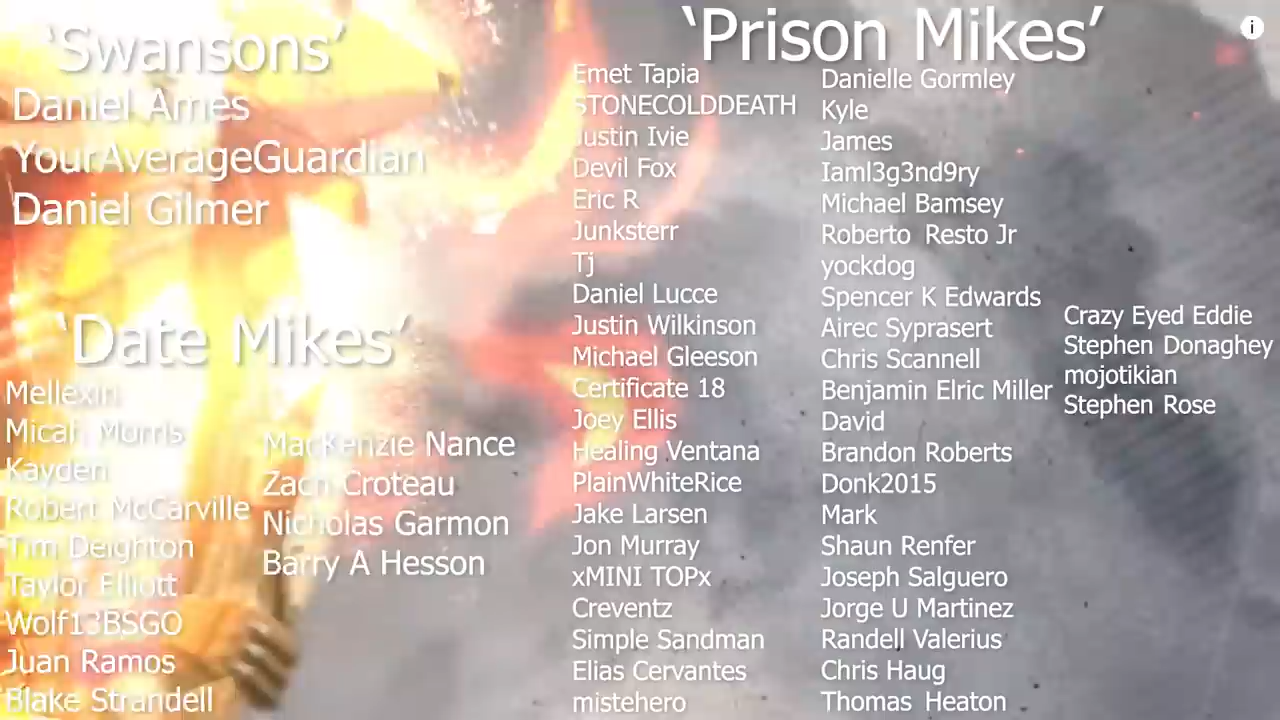 ‘Swansons’
Daniel Ames
YourAverageGuardian
Daniel Gilmer
‘Date Mikes’
Mellexin
Micah Morris
Kayden
Robert McCarville
Tim Deighton
Taylor Elliott
Wolf13BSGO
Juan Ramos
Blake Strandell
MacKenzie Nance
Zach Croteau
Nicholas Garmon
Barry A Hesson
‘Prison Mikes’
Emet Tapia
STONECOLDDEATH
Justin Ivie
Devil Fox
Eric R
Junksterr
Tj
Daniel Lucce
Justin Wilkinson
Michael Gleeson
Certificate 18
Joey Ellis
Healing Ventana
PlainWhiteRice
Jake Larsen
Jon Murray
xMINI TOPx
Creventz
Simple Sandman
Elias Cervantes
mistehero
Danielle Gormley
Kyle
James
Iaml3g3nd9ry
Michael Bamsey
Roberto Resto Jr
yockdog
Spencer K Edwards
Airec Syprasert
Chris Scannell
Benjamin Elric Miller
David
Brandon Roberts
Donk2015
Mark
Shaun Renfer
Joseph Salguero
Jorge U Martinez
Randell Valerius
Chris Haug
Thomas Heaton
Crazy Eyed Eddie
Stephen Donaghey
mojotikian
Stephen Rose